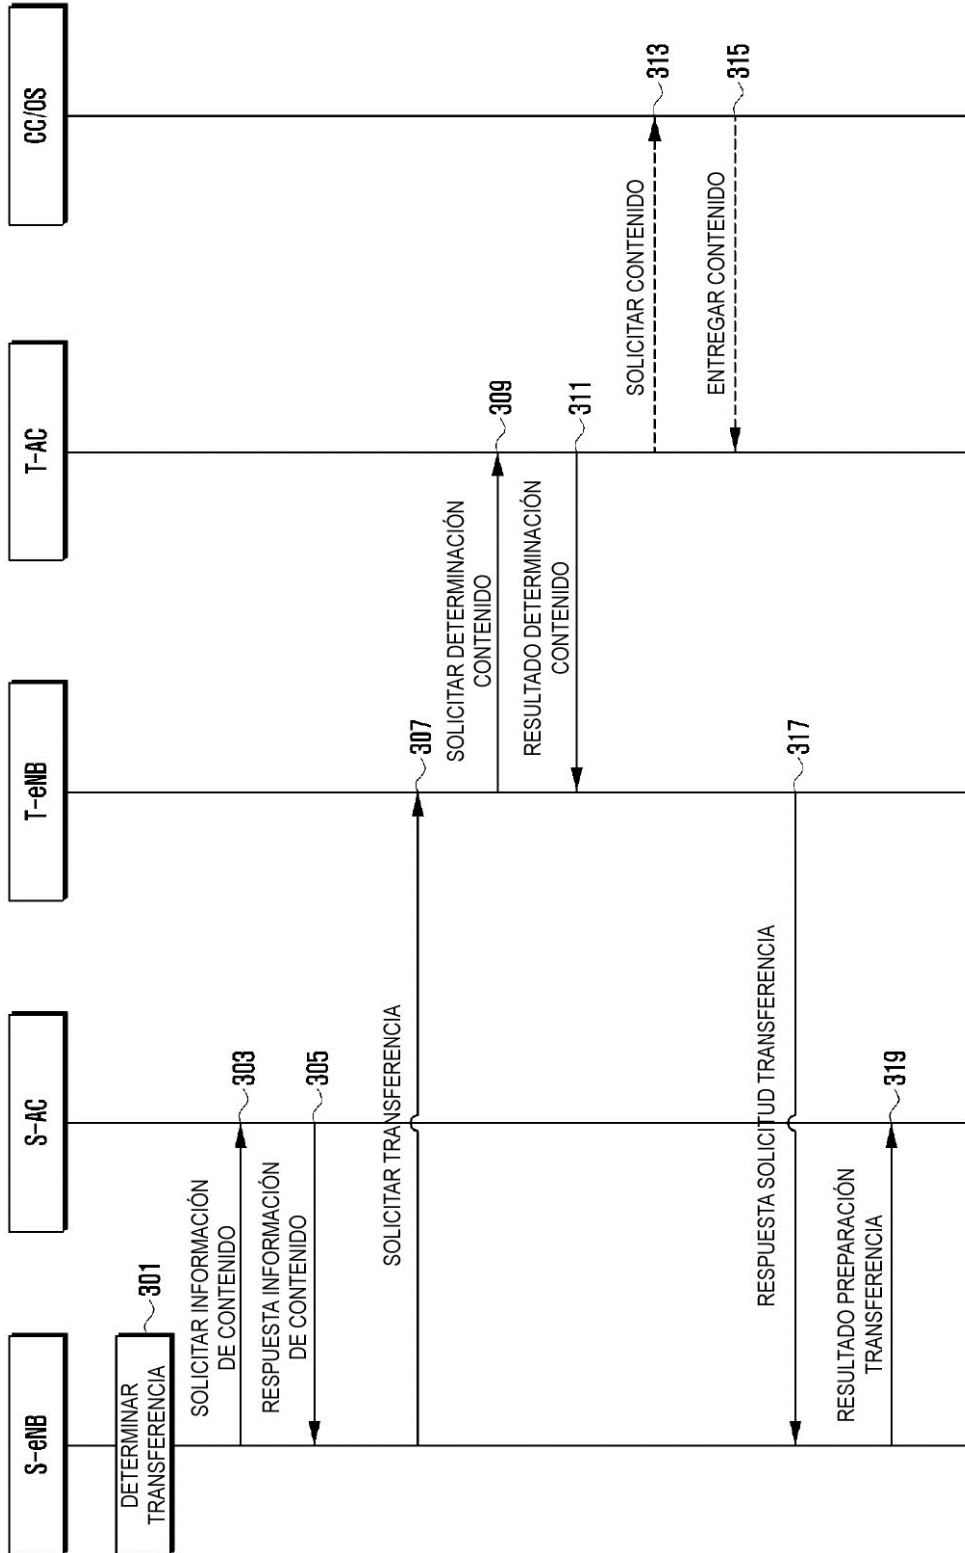 S-eNB
S-AC
T-eNB
T-AC
CC/OS
DETERMINAR
TRANSFERENCIA
301
SOLICITAR INFORMACIÓN
DE CONTENIDO
303
RESPUESTA INFORMACIÓN
DE CONTENIDO
305
SOLICITAR TRANSFERENCIA
307
SOLICITAR DETERMINACIÓN
CONTENIDO
309
RESULTADO DETERMINACIÓN
CONTENIDO
311
SOLICITAR CONTENIDO
313
ENTREGAR CONTENIDO
315
RESPUESTA SOLICITUD TRANSFERENCIA
317
RESULTADO PREPARACIÓN
TRANSFERENCIA
319